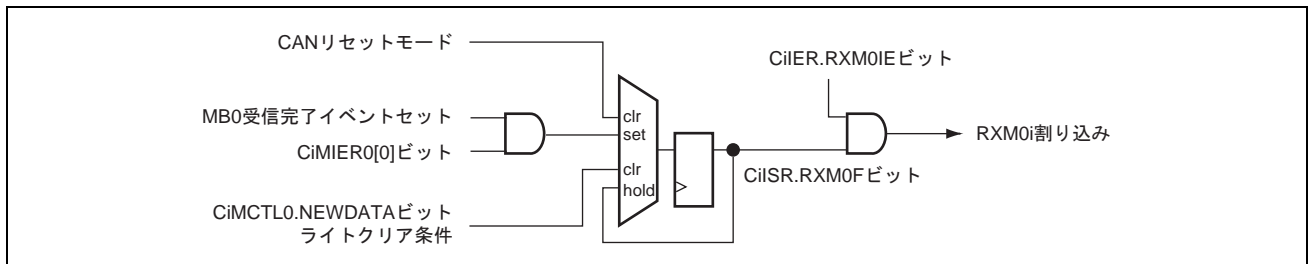 CANリセットモード
CiIER.RXM0IEビット
MB0受信完了イベントセット
CiMIER0[0]ビット
clr
set
RXM0i割り込み
clr
hold
CiISR.RXM0Fビット
CiMCTL0.NEWDATAビット
ライトクリア条件